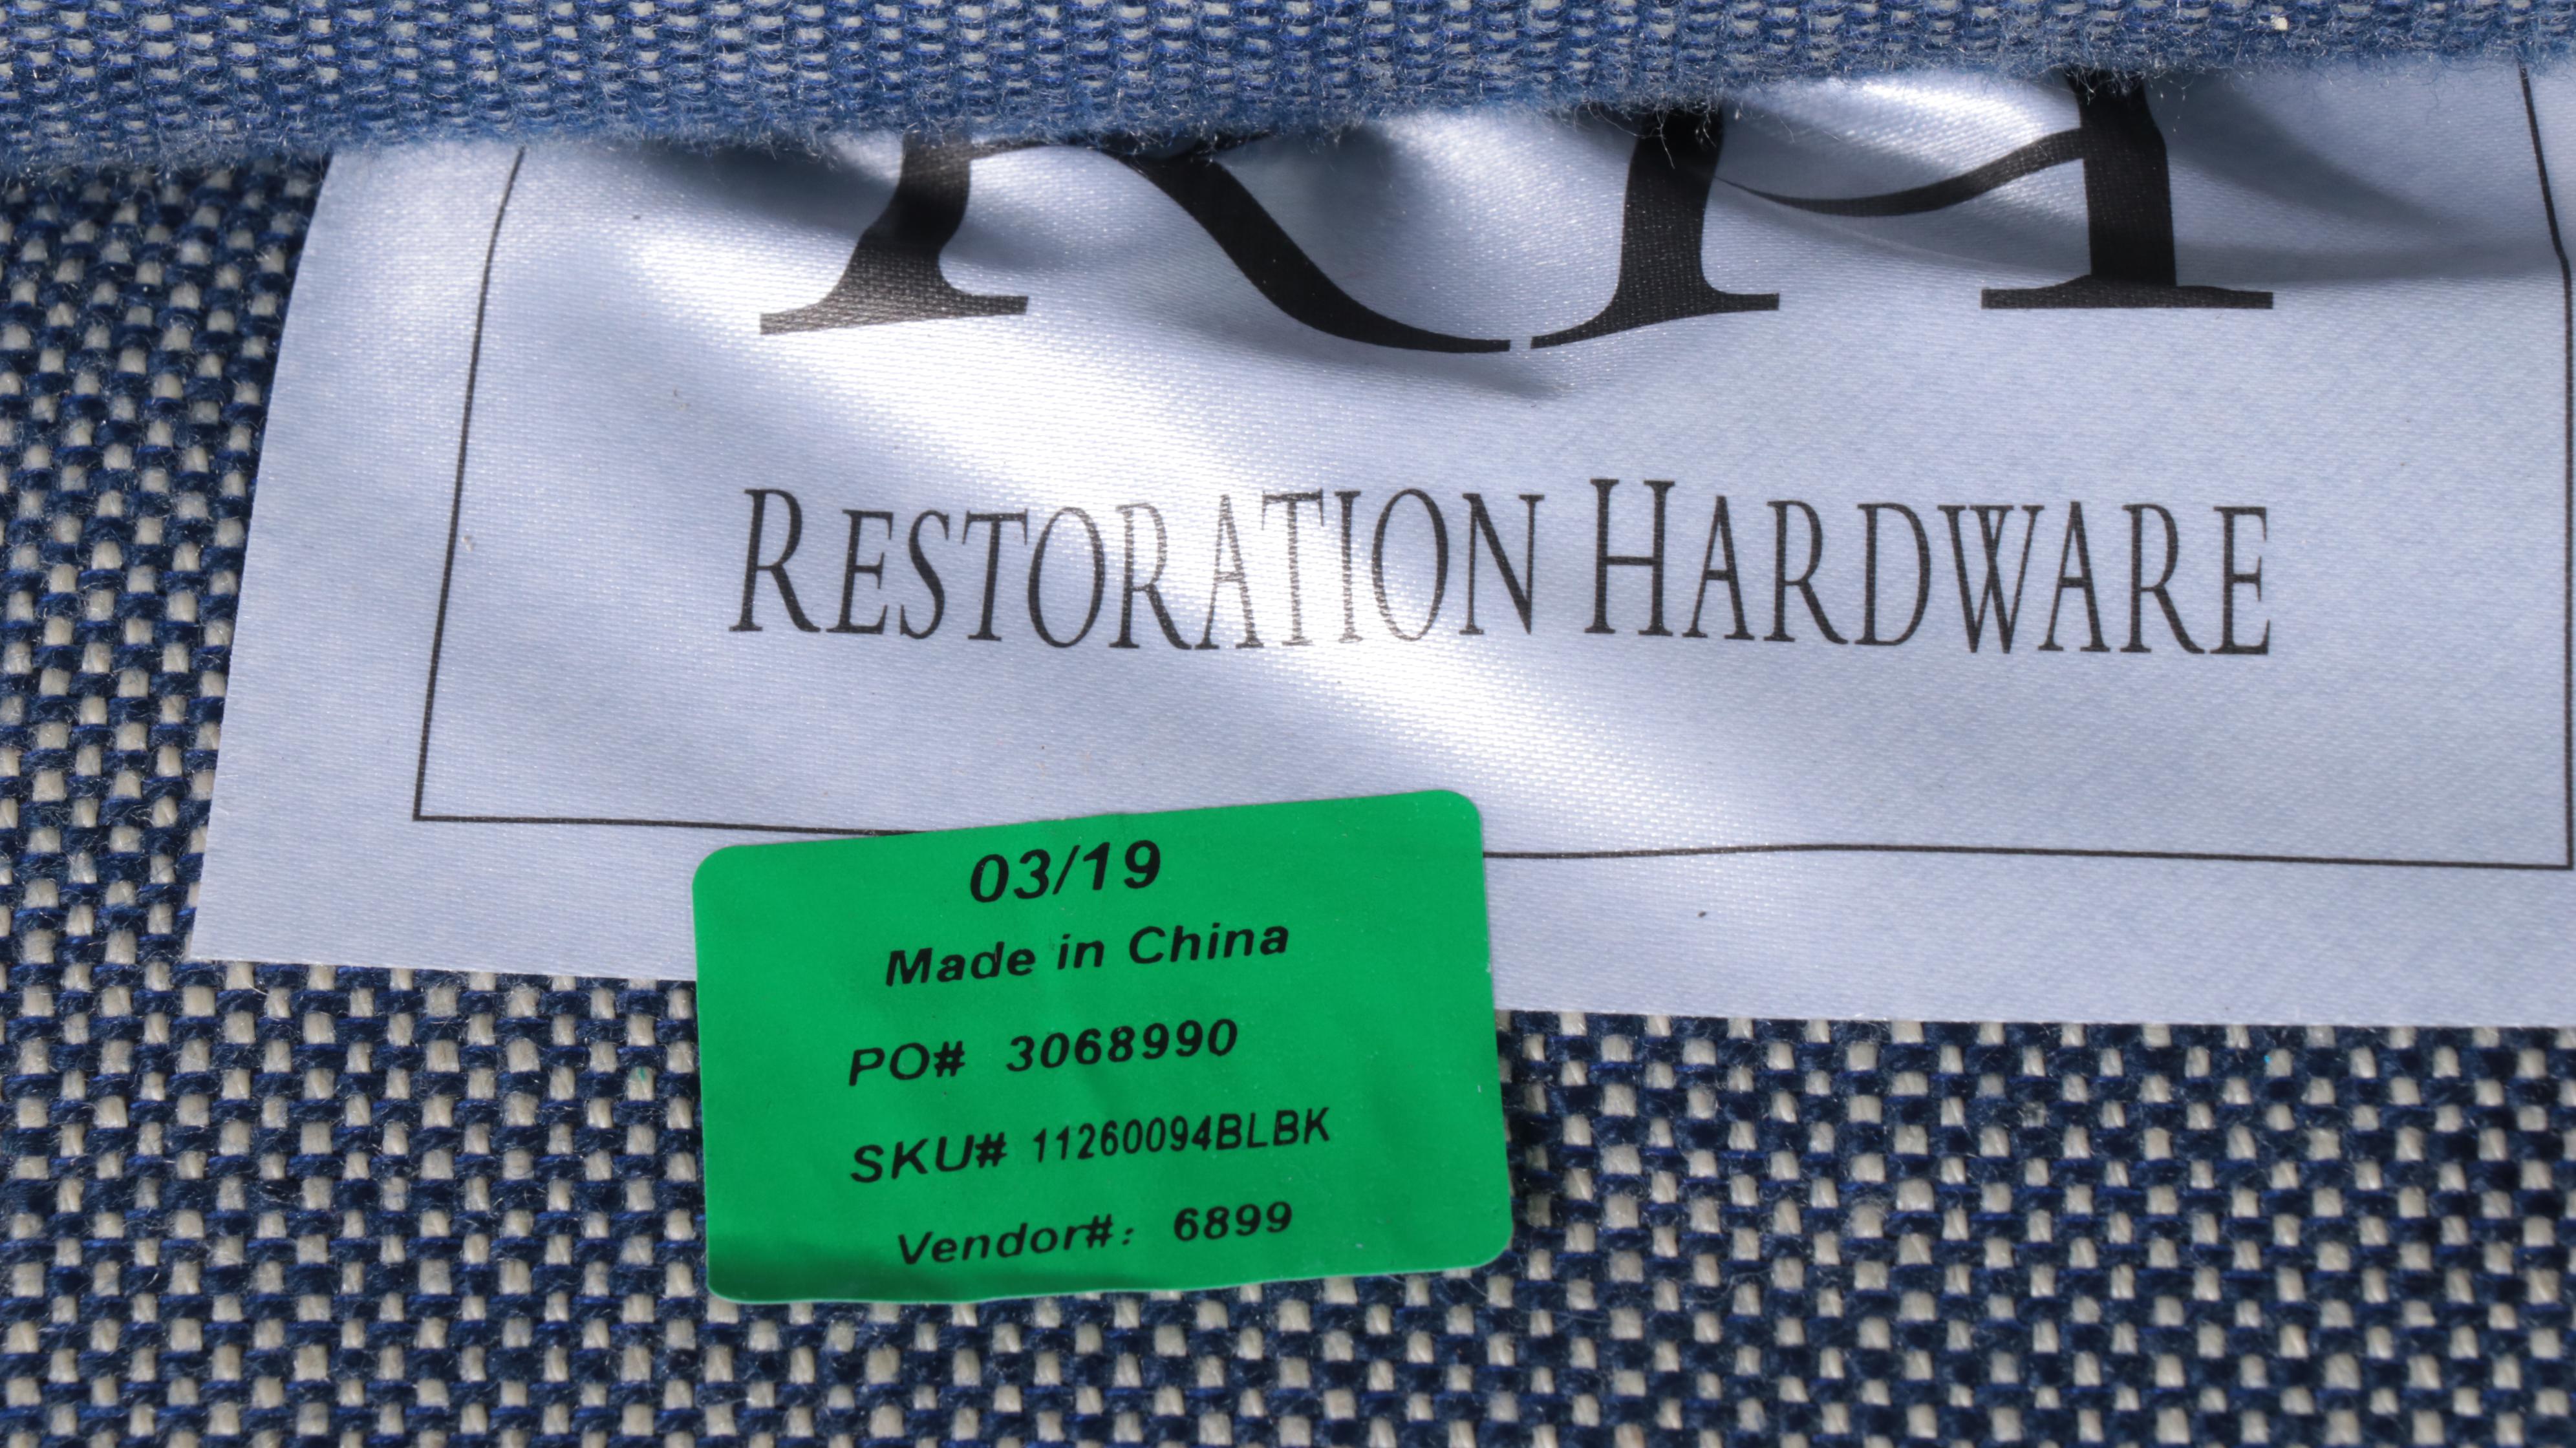 RH
RESTORATION HARDWARE
03/19
Made in China
PO# 3068990
SKU# 11260094BLBK
Vendor#: 6899